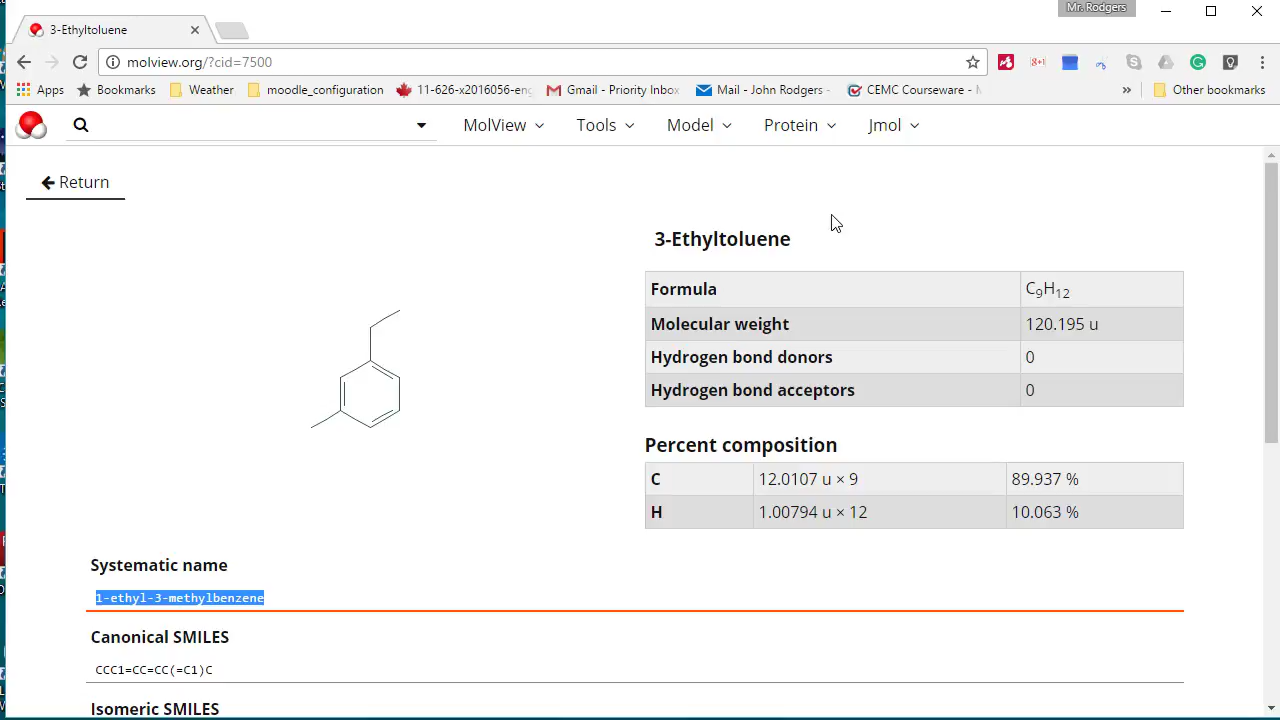 Mr. Rodgers
3-Ethyltoluene
molview.org/?cid=7500
8+1
Apps Bookmarks Weather moodle_configuration 11-626-x2016056-eng Gmail - Priority Inbox Mail - John Rodgers - CEMC Courseware - » Other bookmarks
MolView Tools Model Protein Jmol
Return
3-Ethyltoluene
Formula C9H12
Molecular weight 120.195 u
Hydrogen bond donors 0
Hydrogen bond acceptors 0
Percent composition
C 12.0107 u × 9 89.937 %
H 1.00794 u × 12 10.063 %
Systematic name
1-ethyl-3-methylbenzene
Canonical SMILES
CCC1=CC=CC(=C1)C
Isomeric SMILES